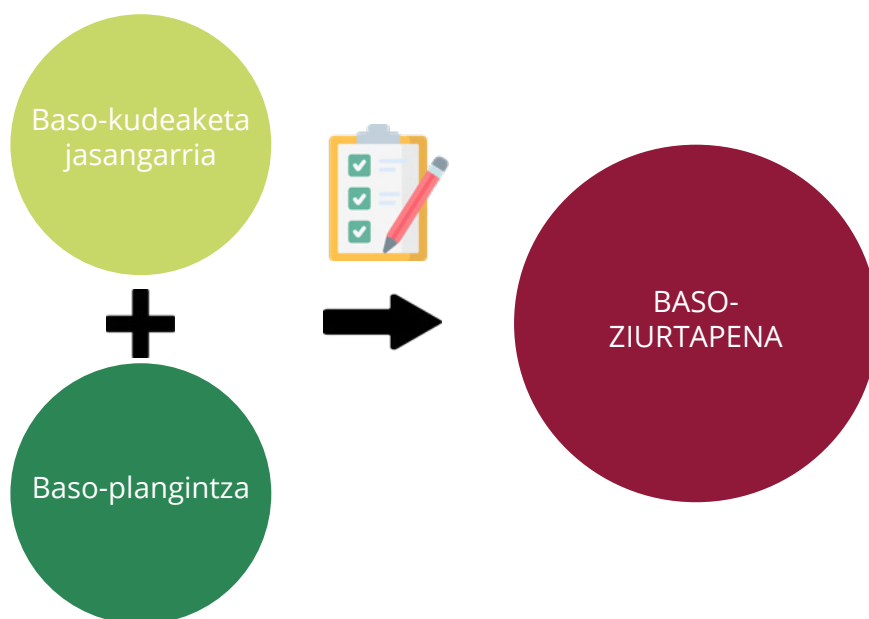 Baso-kudeaketa
jasangarria
Baso-plangintza
BASO-
ZIURTAPENA